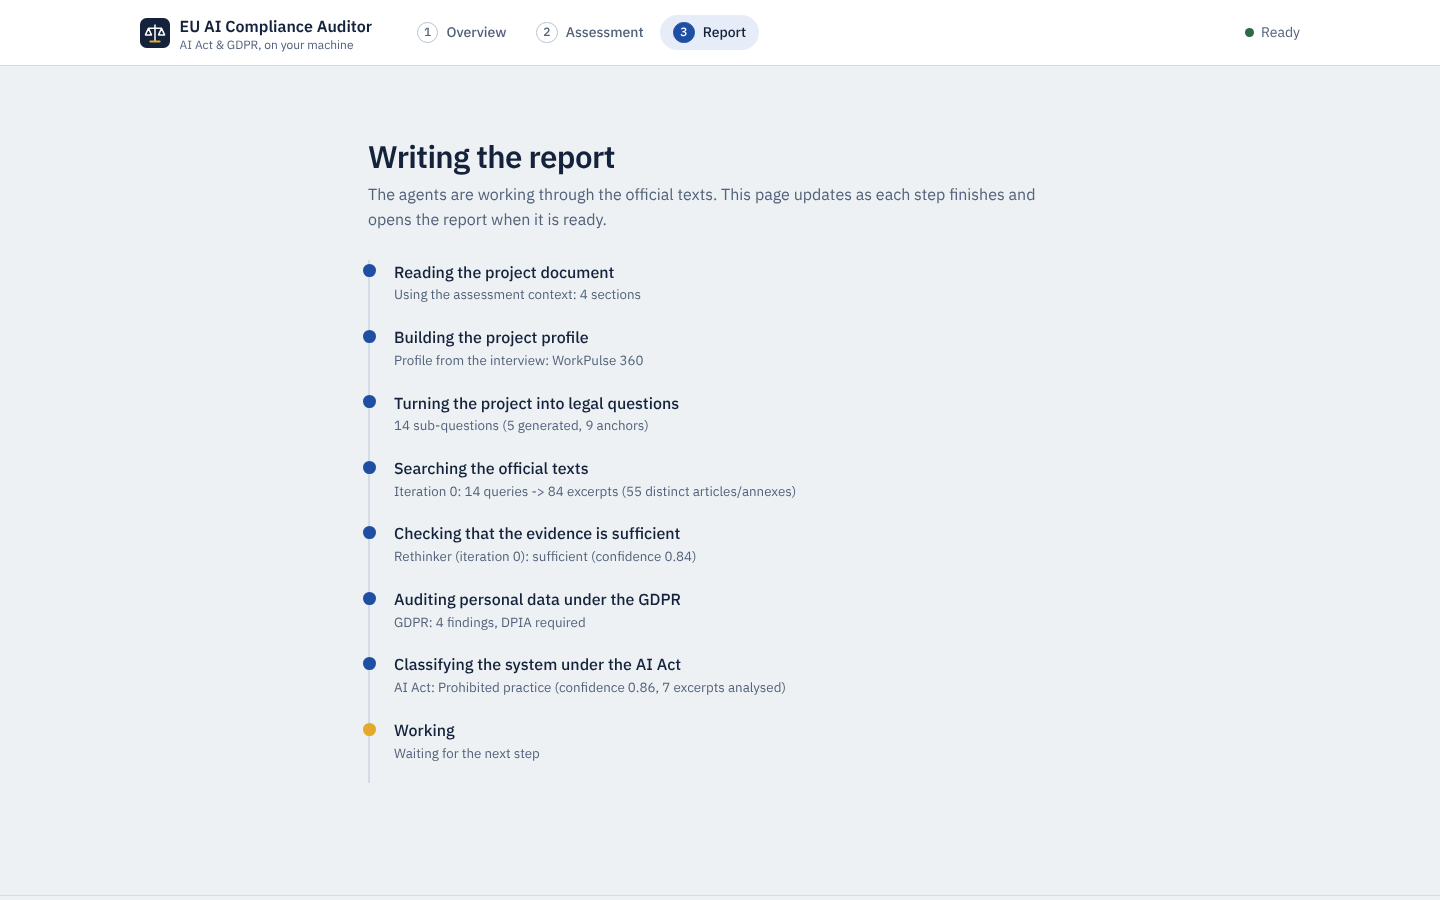 EU AI Compliance Auditor
AI Act & GDPR, on your machine
1 Overview
2 Assessment
3 Report
Ready
Writing the report
The agents are working through the official texts. This page updates as each step finishes and
opens the report when it is ready.
Reading the project document
Using the assessment context: 4 sections
Building the project profile
Profile from the interview: WorkPulse 360
Turning the project into legal questions
14 sub-questions (5 generated, 9 anchors)
Searching the official texts
Iteration 0: 14 queries -> 84 excerpts (55 distinct articles/annexes)
Checking that the evidence is sufficient
Rethinker (iteration 0): sufficient (confidence 0.84)
Auditing personal data under the GDPR
GDPR: 4 findings, DPIA required
Classifying the system under the AI Act
AI Act: Prohibited practice (confidence 0.86, 7 excerpts analysed)
Working
Waiting for the next step